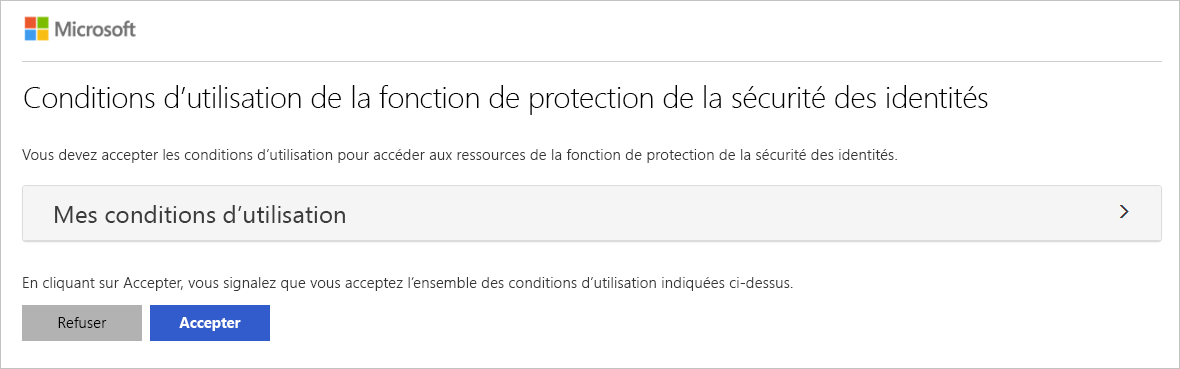 Microsoft
Conditions d’utilisation de la fonction de protection de la sécurité des identités
Vous devez accepter les conditions d’utilisation pour accéder aux ressources de la fonction de protection de la sécurité des identités.
Mes conditions d’utilisation
En cliquant sur Accepter, vous signalez que vous acceptez l’ensemble des conditions d’utilisation indiquées ci-dessus.
Refuser Accepter